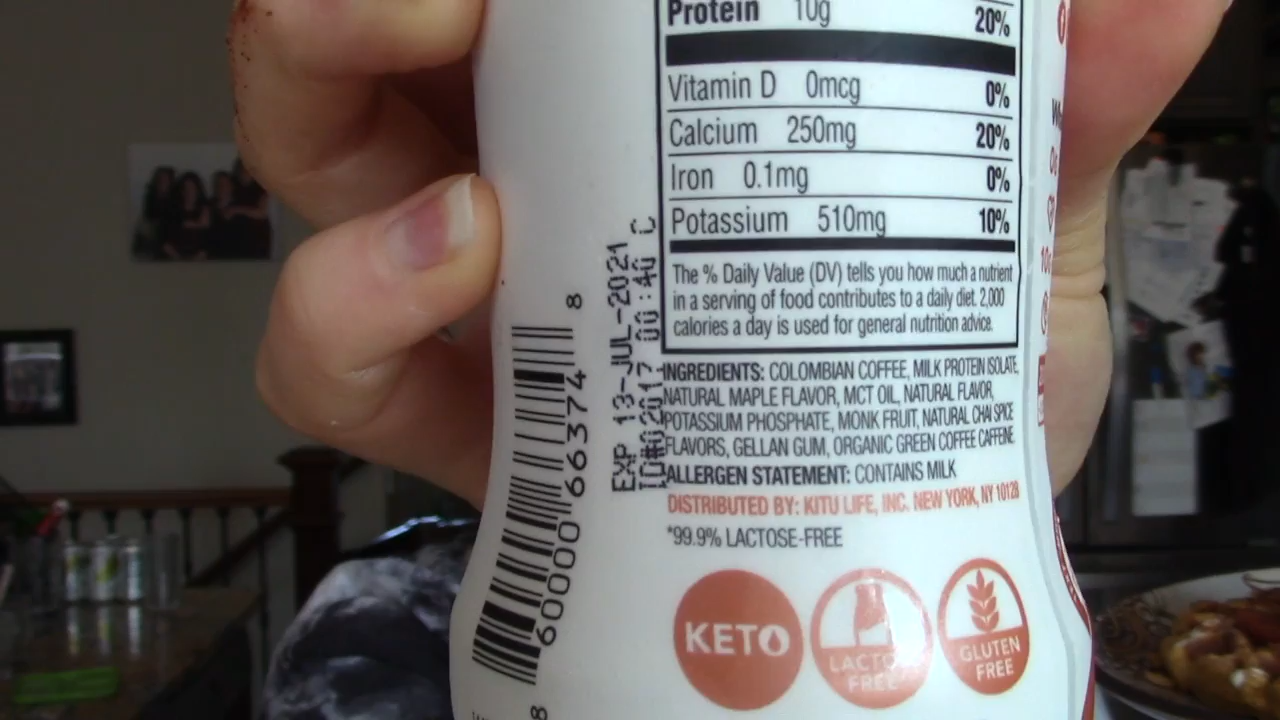 Protein 10g 20%
Vitamin D 0mcg 0%
Calcium 250mg 20%
Iron 0.1mg 0%
Potassium 510mg 10%
The % Daily Value (DV) tells you how much a nutrient
in a serving of food contributes to a daily diet. 2,000
calories a day is used for general nutrition advice.
INGREDIENTS: COLOMBIAN COFFEE, MILK PROTEIN ISOLATE,
NATURAL MAPLE FLAVOR, MCT OIL, NATURAL FLAVOR,
POTASSIUM PHOSPHATE, MONK FRUIT, NATURAL CHAI SPICE
FLAVORS, GELLAN GUM, ORGANIC GREEN COFFEE CAFFEINE.
ALLERGEN STATEMENT: CONTAINS MILK
DISTRIBUTED BY: KITU LIFE, INC. NEW YORK, NY 10128
*99.9% LACTOSE-FREE
KETO
LACTO
FREE
GLUTEN
FREE
EXP 13-JUL-2021
00:40 C
8 60000 66374 8